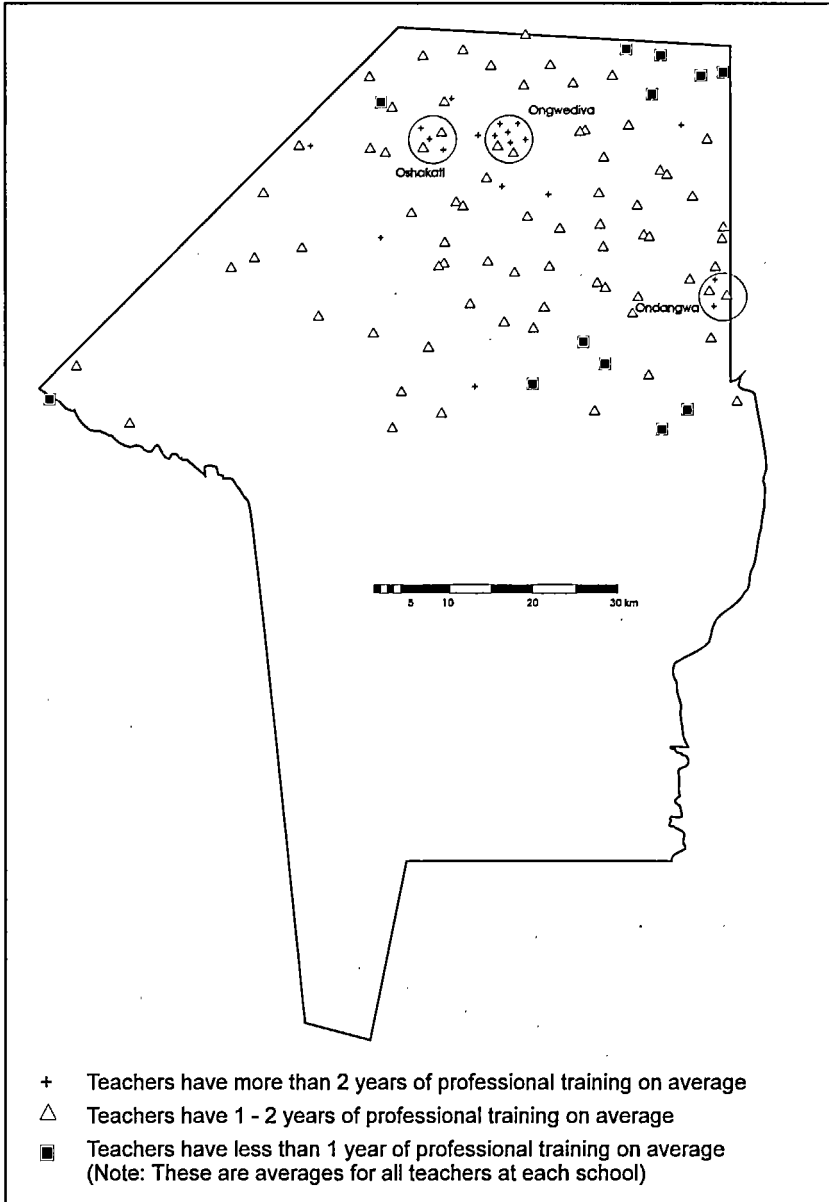 Ongwediva
Oshakati
Ondangwa
5 10 20 30 km
+ Teachers have more than 2 years of professional training on average
△ Teachers have 1 - 2 years of professional training on average
▣ Teachers have less than 1 year of professional training on average
(Note: These are averages for all teachers at each school)